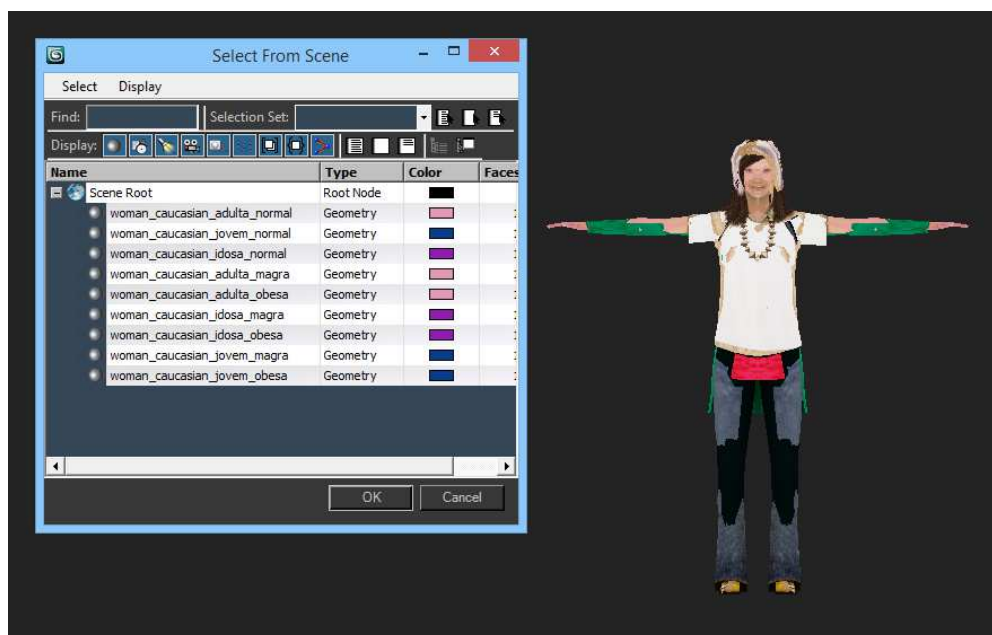 Select From Scene
Select Display
Find: Selection Set:
Display:
Name Type Color Faces
Scene Root Root Node
woman_caucasian_adulta_normal Geometry
woman_caucasian_jovem_normal Geometry
woman_caucasian_idosa_normal Geometry
woman_caucasian_adulta_magra Geometry
woman_caucasian_adulta_obesa Geometry
woman_caucasian_idosa_magra Geometry
woman_caucasian_idosa_obesa Geometry
woman_caucasian_jovem_magra Geometry
woman_caucasian_jovem_obesa Geometry
OK Cancel